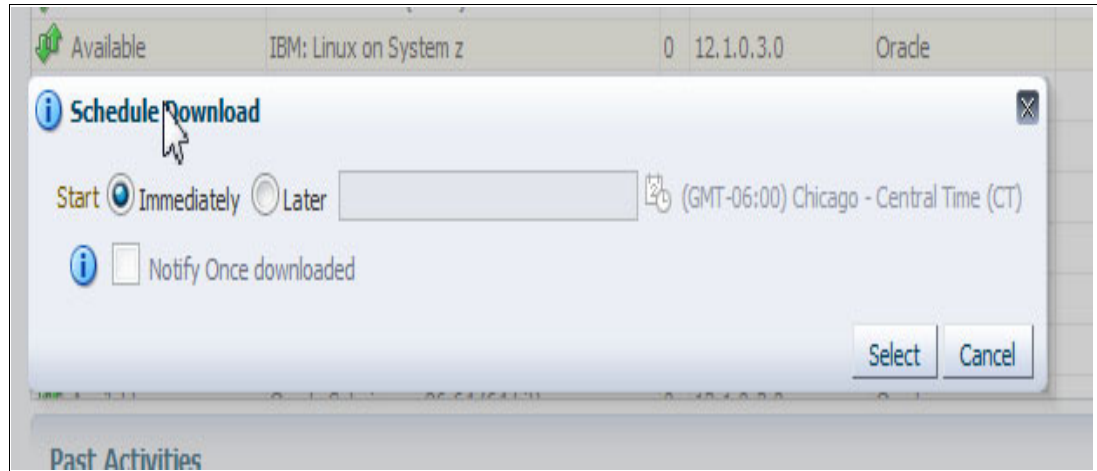 Available IBM: Linux on System z 0 12.1.0.3.0 Oracle
Schedule Download
Start Immediately Later (GMT-06:00) Chicago - Central Time (CT)
Notify Once downloaded
Select Cancel
Past Activities